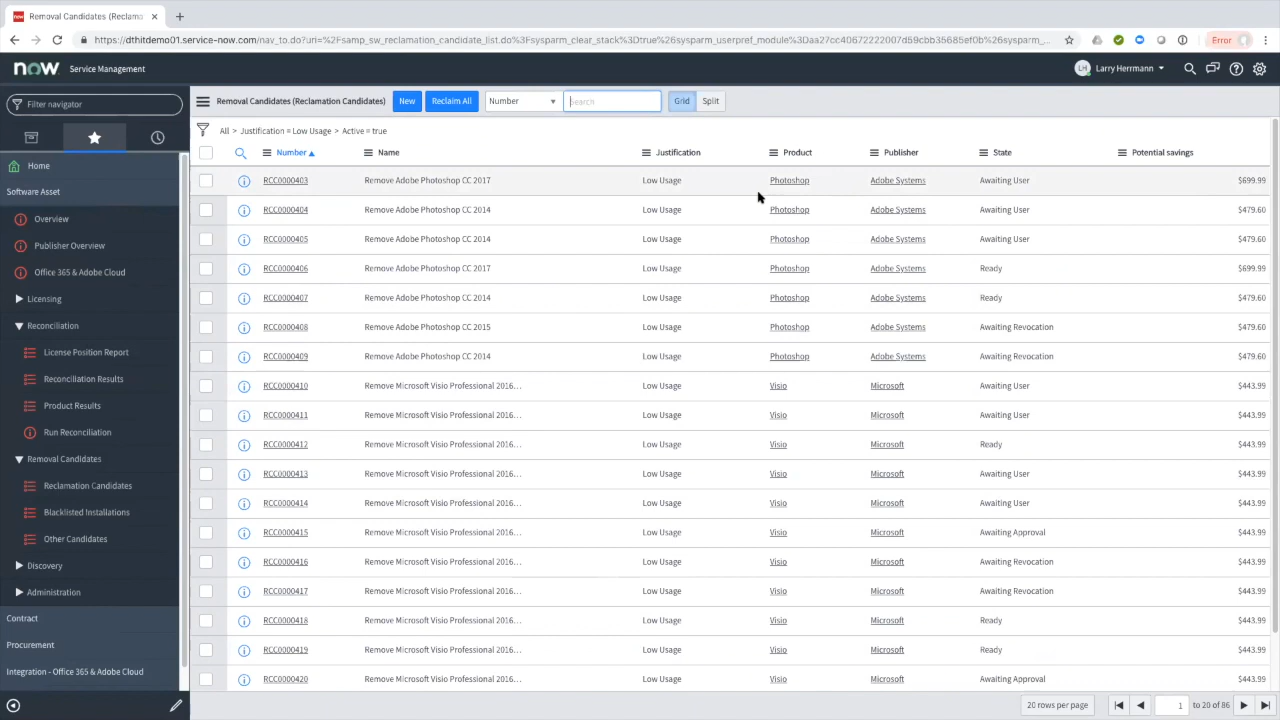 Removal Candidates (Reclama
https://dthitdemo01.service-now.com/nav_to.do?uri=%2Fsamp_sw_reclamation_candidate_list.do%3Fsysparm_clear_stack%3Dtrue%26sysparm_userpref_module%3Daa27cc40672222007d59cbb35685ef0b%26sysparm_...
Error
now Service Management
LH Larry Herrmann
Filter navigator
Removal Candidates (Reclamation Candidates) New Reclaim All Number Search Grid Split
All > Justification = Low Usage > Active = true
Home
Software Asset
Overview
Publisher Overview
Office 365 & Adobe Cloud
Licensing
Reconciliation
License Position Report
Reconciliation Results
Product Results
Run Reconciliation
Removal Candidates
Reclamation Candidates
Blacklisted Installations
Other Candidates
Discovery
Administration
Contract
Procurement
Integration - Office 365 & Adobe Cloud
Number Name Justification Product Publisher State Potential savings
RCC0000403 Remove Adobe Photoshop CC 2017 Low Usage Photoshop Adobe Systems Awaiting User $699.99
RCC0000404 Remove Adobe Photoshop CC 2014 Low Usage Photoshop Adobe Systems Awaiting User $479.60
RCC0000405 Remove Adobe Photoshop CC 2014 Low Usage Photoshop Adobe Systems Awaiting User $479.60
RCC0000406 Remove Adobe Photoshop CC 2017 Low Usage Photoshop Adobe Systems Ready $699.99
RCC0000407 Remove Adobe Photoshop CC 2014 Low Usage Photoshop Adobe Systems Ready $479.60
RCC0000408 Remove Adobe Photoshop CC 2015 Low Usage Photoshop Adobe Systems Awaiting Revocation $479.60
RCC0000409 Remove Adobe Photoshop CC 2014 Low Usage Photoshop Adobe Systems Awaiting Revocation $479.60
RCC0000410 Remove Microsoft Visio Professional 2016... Low Usage Visio Microsoft Awaiting User $443.99
RCC0000411 Remove Microsoft Visio Professional 2016... Low Usage Visio Microsoft Awaiting User $443.99
RCC0000412 Remove Microsoft Visio Professional 2016... Low Usage Visio Microsoft Ready $443.99
RCC0000413 Remove Microsoft Visio Professional 2016... Low Usage Visio Microsoft Awaiting User $443.99
RCC0000414 Remove Microsoft Visio Professional 2016... Low Usage Visio Microsoft Awaiting User $443.99
RCC0000415 Remove Microsoft Visio Professional 2016... Low Usage Visio Microsoft Awaiting Approval $443.99
RCC0000416 Remove Microsoft Visio Professional 2016... Low Usage Visio Microsoft Awaiting Revocation $443.99
RCC0000417 Remove Microsoft Visio Professional 2016... Low Usage Visio Microsoft Awaiting Revocation $443.99
RCC0000418 Remove Microsoft Visio Professional 2016... Low Usage Visio Microsoft Ready $443.99
RCC0000419 Remove Microsoft Visio Professional 2016... Low Usage Visio Microsoft Ready $443.99
RCC0000420 Remove Microsoft Visio Professional 2016... Low Usage Visio Microsoft Awaiting Approval $443.99
20 rows per page 1 to 20 of 86